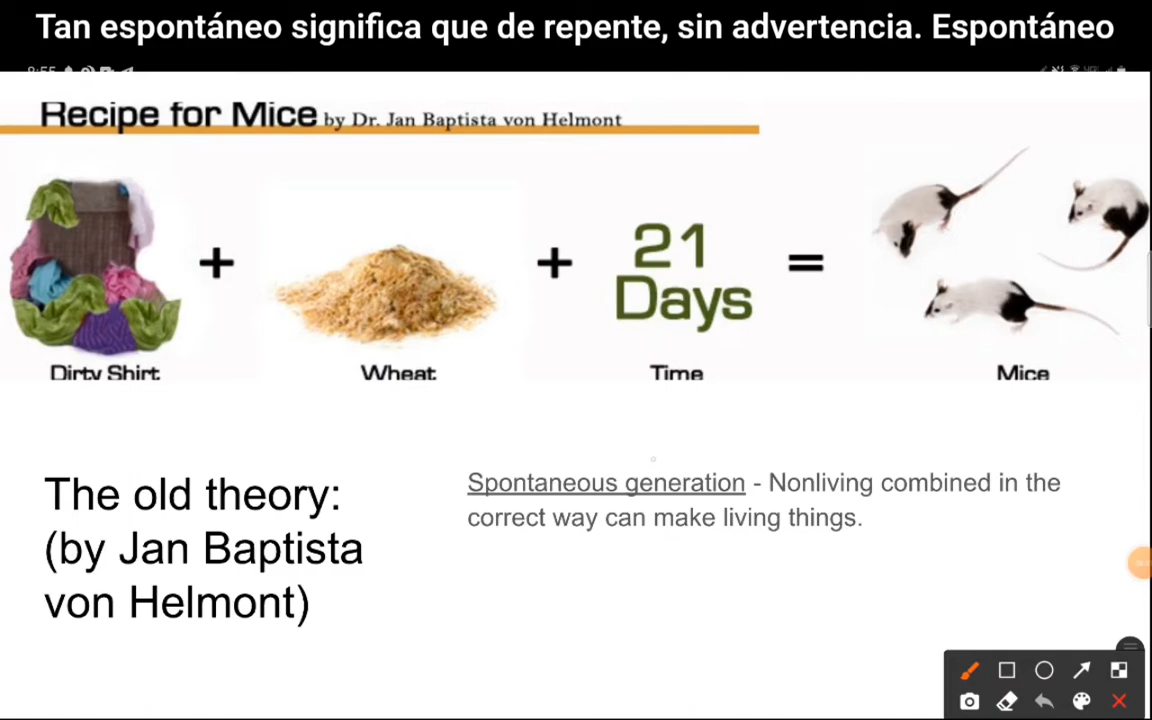 Tan espontáneo significa que de repente, sin advertencia. Espontáneo
8:55
Recipe for Mice by Dr. Jan Baptista von Helmont
+ + 21 =
Days
Dirty Shirt Wheat Time Mice
The old theory:
(by Jan Baptista
von Helmont)
Spontaneous generation - Nonliving combined in the
correct way can make living things.